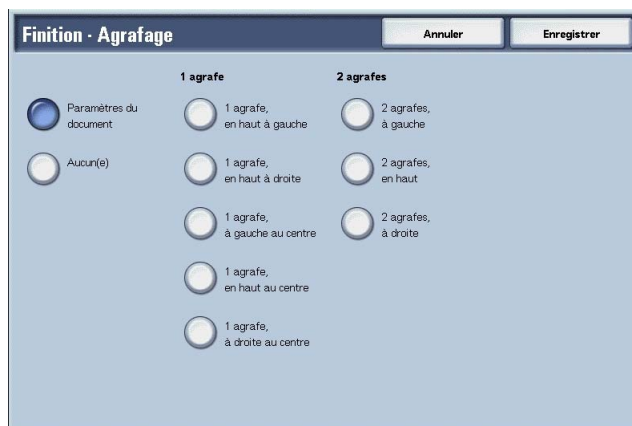 Finition - Agrafage
Annuler
Enregistrer
1 agrafe
2 agrafes
Paramètres du
document
Aucun(e)
1 agrafe,
en haut à gauche
1 agrafe,
en haut à droite
1 agrafe,
à gauche au centre
1 agrafe,
en haut au centre
1 agrafe,
à droite au centre
2 agrafes,
à gauche
2 agrafes,
en haut
2 agrafes,
à droite